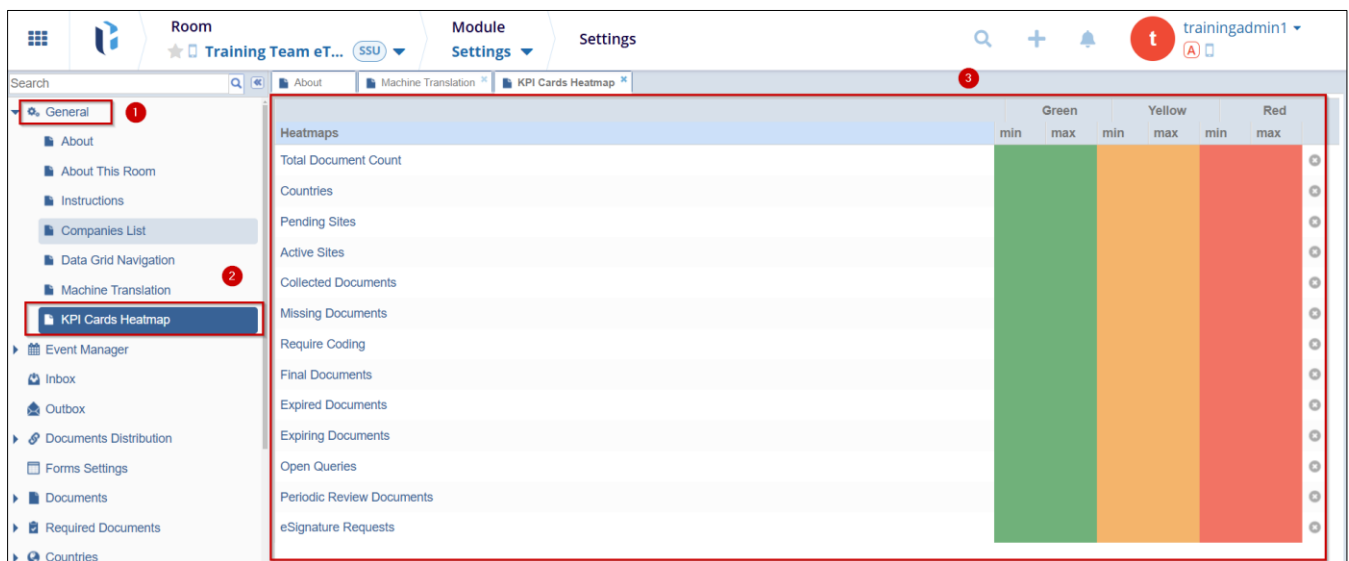 Room
Training Team eT... SSU
Module
Settings
Settings
t
trainingadmin1
A
Search
About
Machine Translation
KPI Cards Heatmap
3
General
1
About
About This Room
Instructions
Companies List
Data Grid Navigation
2
Machine Translation
KPI Cards Heatmap
Event Manager
Inbox
Outbox
Documents Distribution
Forms Settings
Documents
Required Documents
Countries
Green Yellow Red
Heatmaps min max min max min max
Total Document Count
Countries
Pending Sites
Active Sites
Collected Documents
Missing Documents
Require Coding
Final Documents
Expired Documents
Expiring Documents
Open Queries
Periodic Review Documents
eSignature Requests